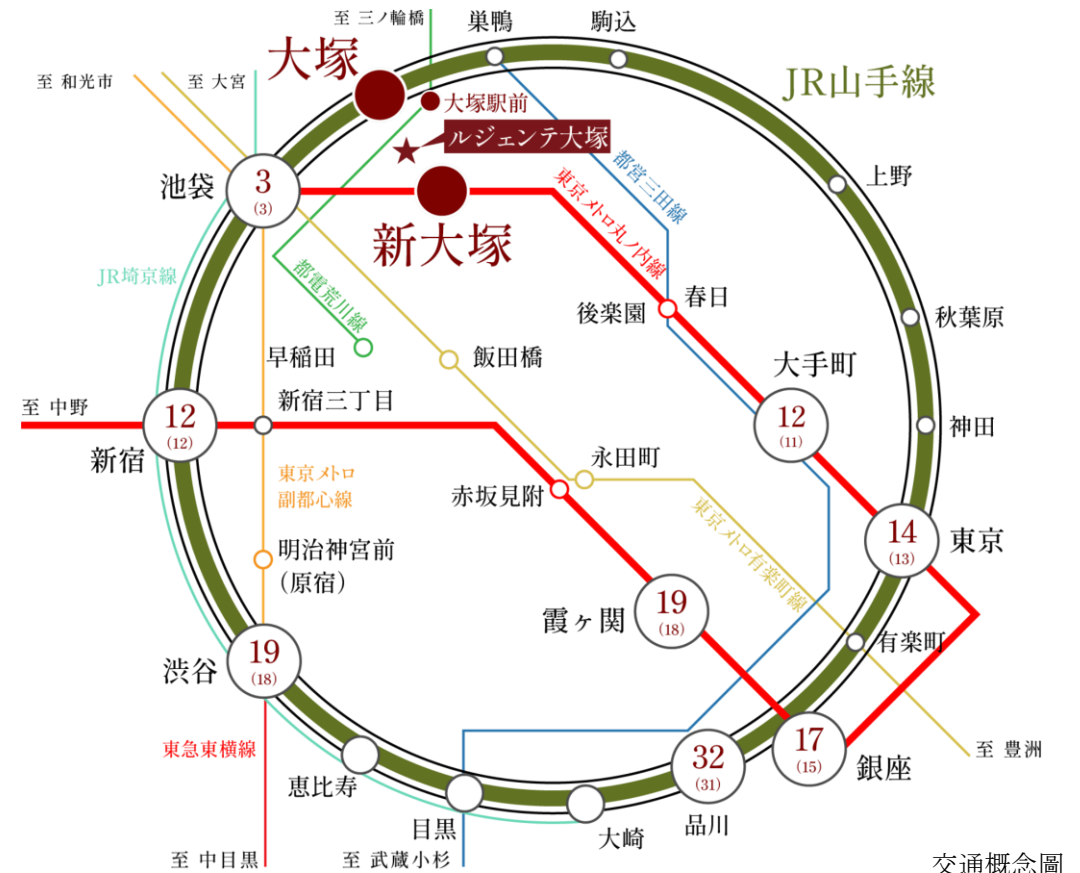 至 三ノ輪橋
巣鴨
駒込
大塚
至 和光市
至 大宮
JR山手線
大塚駅前
ルジェンテ大塚
池袋
3
(3)
新大塚
東京メトロ丸ノ内線
都営三田線
上野
JR埼京線
都電荒川線
後楽園
春日
秋葉原
早稲田
飯田橋
大手町
至 中野
新宿三丁目
12
(12)
12
(11)
神田
新宿
永田町
東京メトロ
副都心線
赤坂見附
東京メトロ有楽町線
14
(13)
東京
明治神宮前
(原宿)
19
(18)
霞ヶ関
有楽町
19
(18)
渋谷
東急東横線
32
(31)
17
(15)
至 豊洲
銀座
恵比寿
目黒
大崎
品川
至 中目黒
至 武蔵小杉
交通概念圖